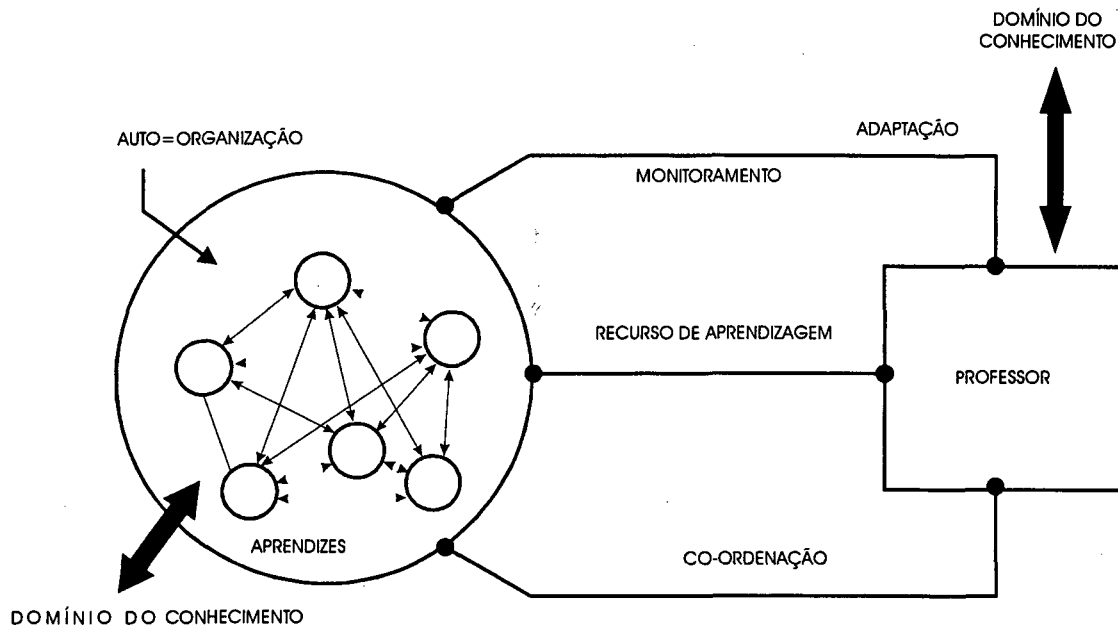 DOMÍNIO DO
CONHECIMENTO
AUTO=ORGANIZAÇÃO
ADAPTAÇÃO
MONITORAMENTO
RECURSO DE APRENDIZAGEM
PROFESSOR
APRENDIZES
CO-ORDENAÇÃO
DOMÍNIO DO CONHECIMENTO